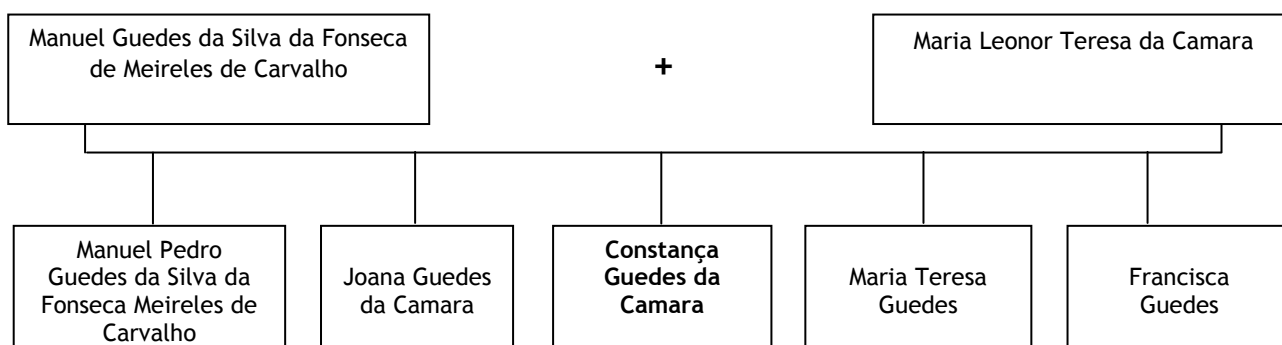 Manuel Guedes da Silva da Fonseca
de Meireles de Carvalho
+
Maria Leonor Teresa da Camara
Manuel Pedro
Guedes da Silva da
Fonseca Meireles de
Carvalho
Joana Guedes
da Camara
Constança
Guedes da
Camara
Maria Teresa
Guedes
Francisca
Guedes